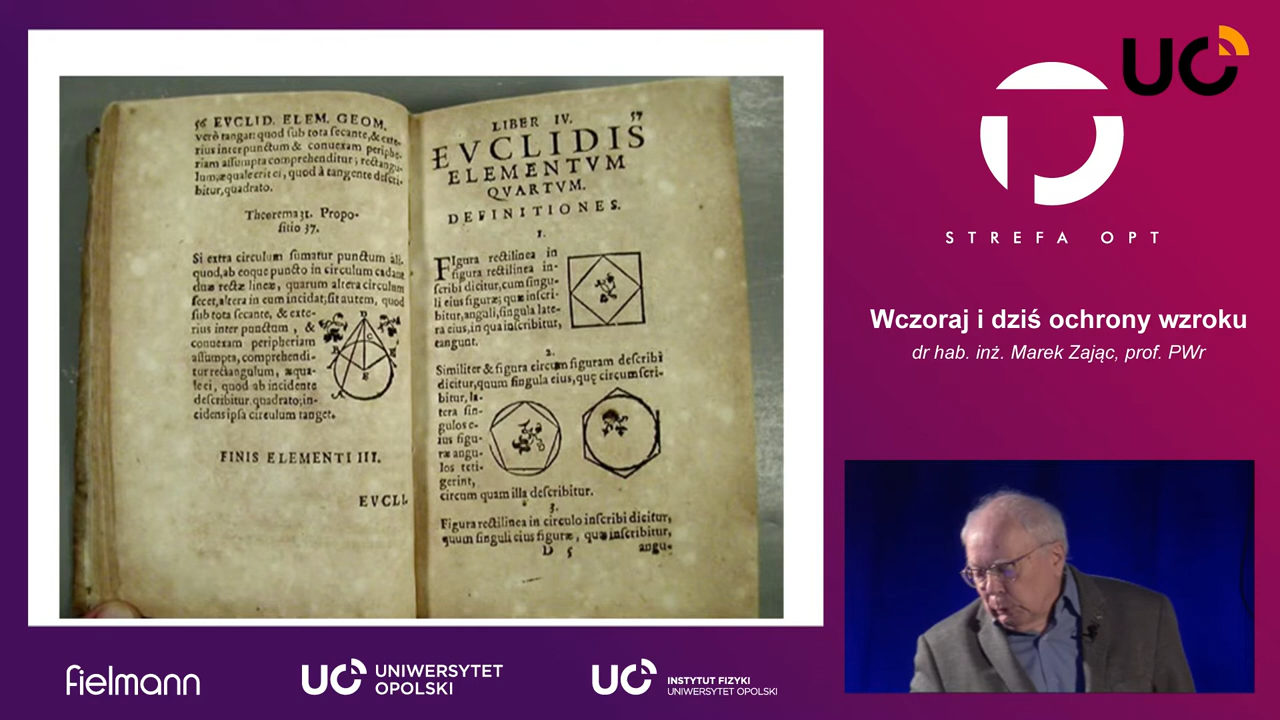 56 EVCLID. ELEM. GEOM.
verò tangat: quod sub tota secante, & exte-
rius inter punctum & conuexam periphe-
riam assumpta comprehenditur; rectangu-
lum, æquale erit ei, quod à tangente descri-
bitur, quadrato.
Theorema 31. Propo-
sitio 37.
Si extra circulum sumatur punctum ali-
quod, ab eoque puncto in circulum cadant
duæ rectæ lineæ, quarum altera circulum
secet, altera in eum incidat; sit autem, quod
sub tota secante, & exte-
rius inter punctum, &
conuexam peripheriam
assumpta, comprehendi-
tur rectangulum, æqua-
le ei, quod ab incidente
describitur quadrato; in-
cidens ipsa circulum tanget.
FINIS ELEMENTI III.
EVCLI.
LIBER IV. 57
EVCLIDIS
ELEMENTVM
QVARTVM.
DEFINITIONES.
1.
Figura rectilinea in
figura rectilinea in-
scribi dicitur, cum singu-
li eius figuræ; quæ inscri-
bitur, anguli, singula late-
ra eius, in qua inscribitur,
tangunt.
2.
Similiter & figura circum figuram describi
dicitur, quum singula eius, quę circumscri-
bitur, la-
tera sin-
gulos e-
ius figu-
ræ angu-
los teti-
gerint,
circum quam illa describitur.
3.
Figura rectilinea in circulo inscribi dicitur,
quum singuli eius figuræ, quæ inscribitur,
D 5 angu-
UO
STREFA OPT
Wczoraj i dziś ochrony wzroku
dr hab. inż. Marek Zając, prof. PWr
fielmann
UO UNIWERSYTET
OPOLSKI
UO INSTYTUT FIZYKI
UNIWERSYTET OPOLSKI